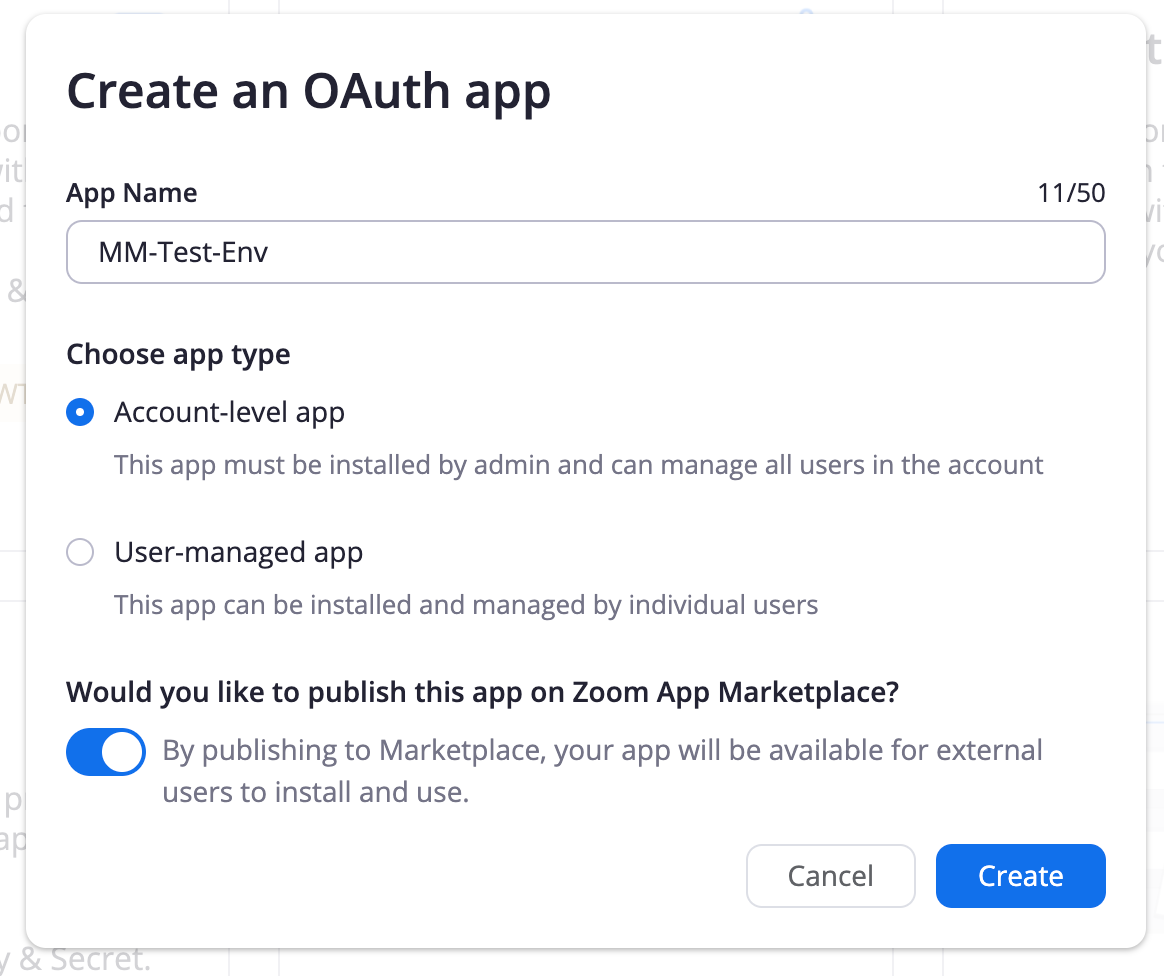 Create an OAuth app
App Name
11/50
MM-Test-Env
Choose app type
Account-level app
This app must be installed by admin and can manage all users in the account
User-managed app
This app can be installed and managed by individual users
Would you like to publish this app on Zoom App Marketplace?
By publishing to Marketplace, your app will be available for external
users to install and use.
Cancel
Create
& Secret.